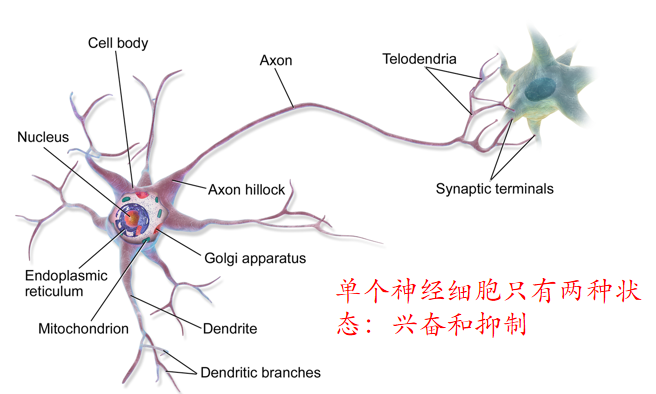 Cell body
Axon
Telodendria
Nucleus
Axon hillock
Synaptic terminals
Golgi apparatus
Endoplasmic
reticulum
Mitochondrion
Dendrite
Dendritic branches
单个神经细胞只有两种状
态：兴奋和抑制